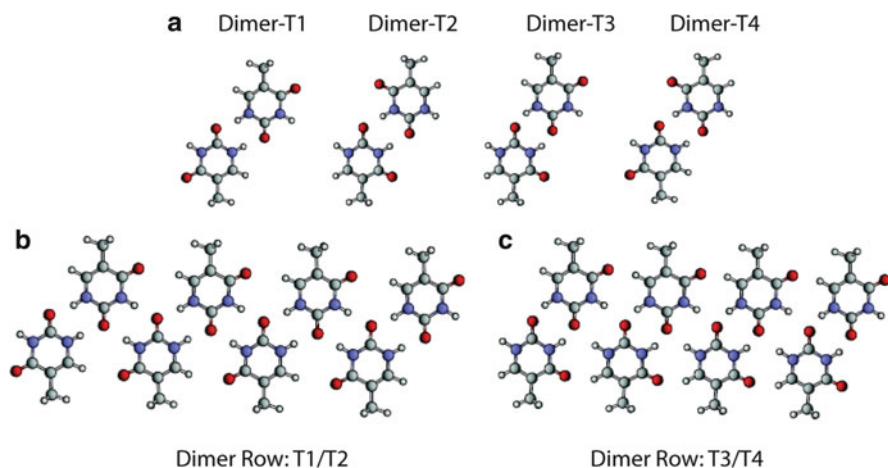 a Dimer-T1 Dimer-T2 Dimer-T3 Dimer-T4
b c
Dimer Row: T1/T2 Dimer Row: T3/T4